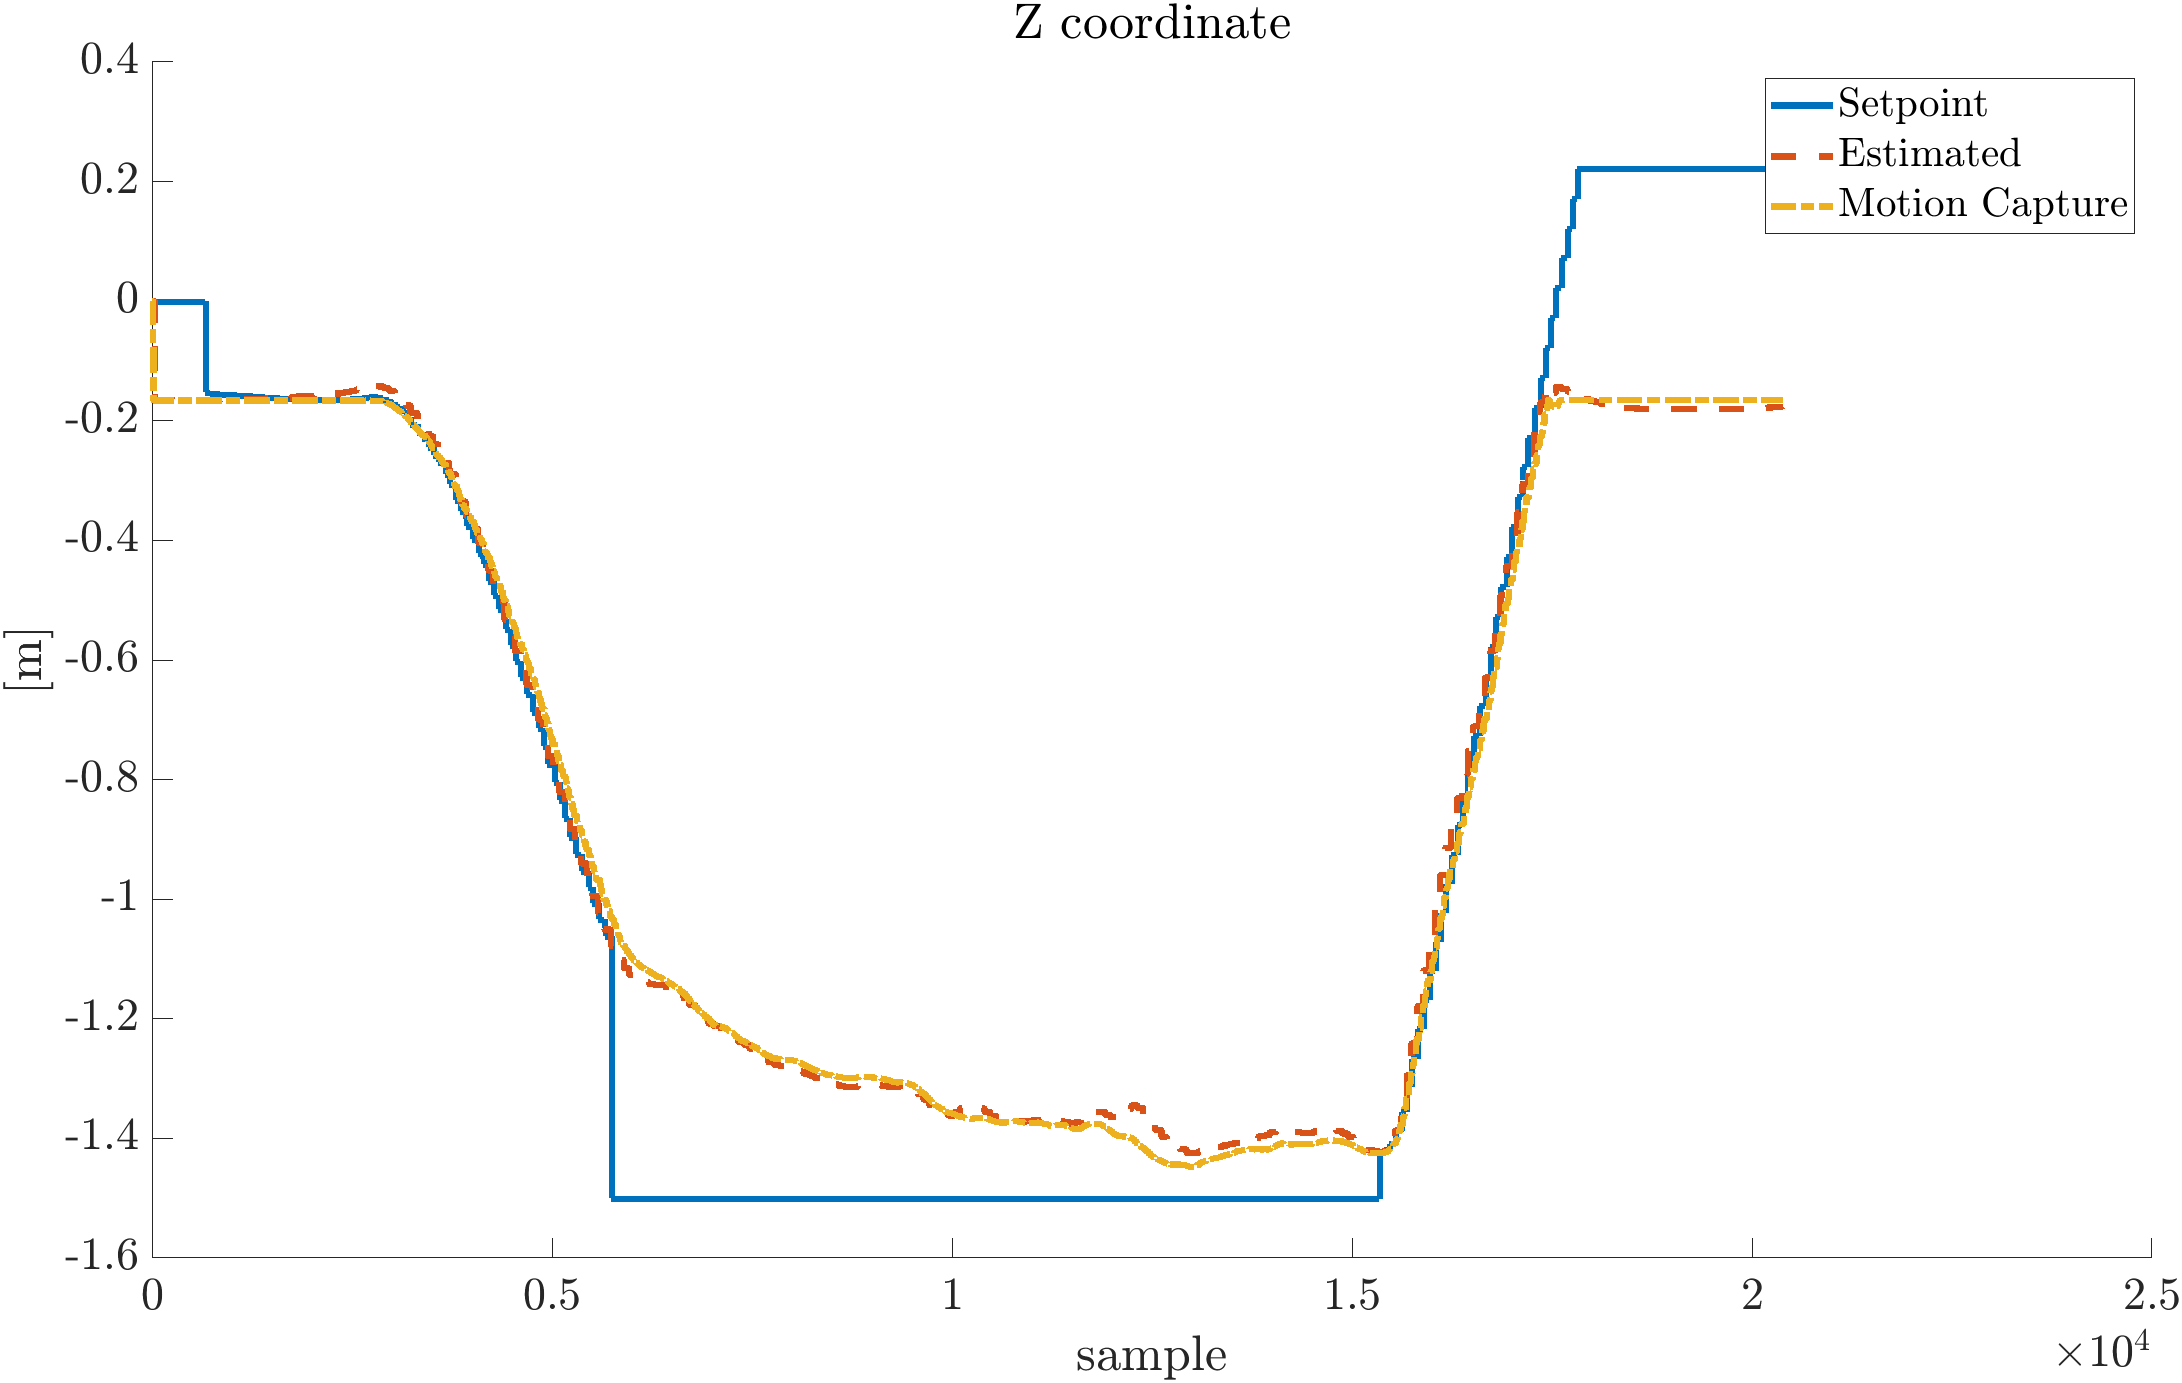 Z coordinate
0.4
0.2
0
-0.2
-0.4
-0.6
-0.8
-1
-1.2
-1.4
-1.6
[m]
Setpoint
Estimated
Motion Capture
0 0.5 1 1.5 2 2.5
sample
×10⁴